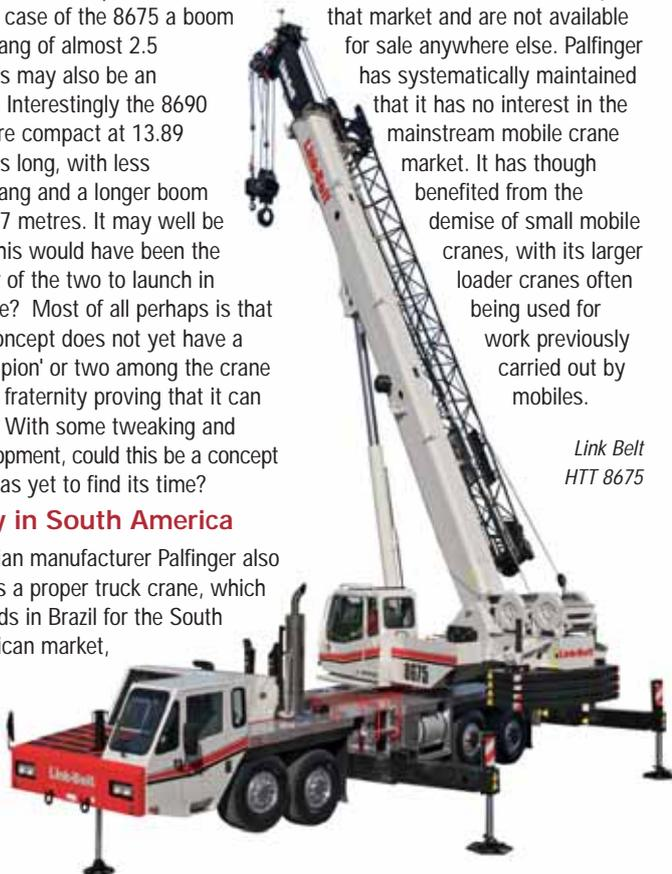 case of the 8675 a boom
ang of almost 2.5
s may also be an
Interestingly the 8690
re compact at 13.89
s long, with less
ang and a longer boom
7 metres. It may well be
his would have been the
of the two to launch in
e? Most of all perhaps is that
oncept does not yet have a
pion' or two among the crane
fraternity proving that it can
With some tweaking and
opment, could this be a concept
as yet to find its time?
y in South America
ian manufacturer Palfinger also
s a proper truck crane, which
ds in Brazil for the South
ican market,
that market and are not available
for sale anywhere else. Palfinger
has systematically maintained
that it has no interest in the
mainstream mobile crane
market. It has though
benefited from the
demise of small mobile
cranes, with its larger
loader cranes often
being used for
work previously
carried out by
mobiles.
Link Belt
HTT 8675
Link-Belt
8675
Link-Belt
Link-Belt